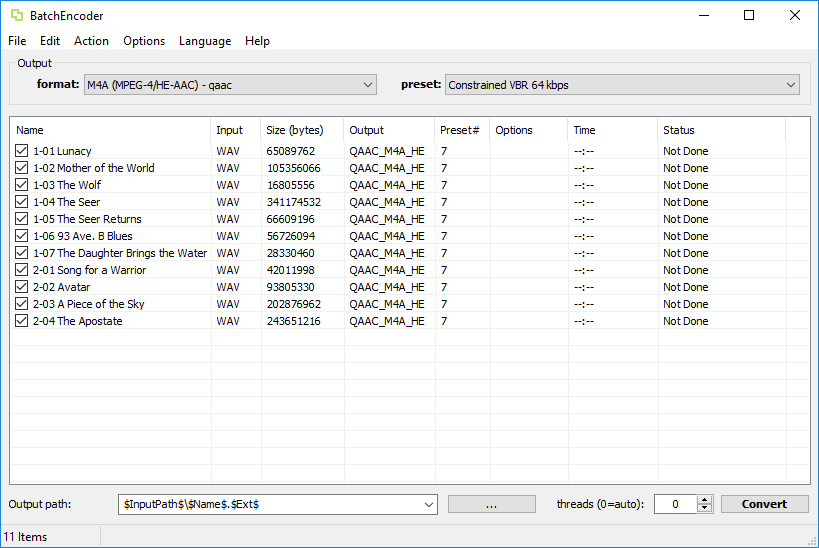 BatchEncoder
File Edit Action Options Language Help
Output
format: M4A (MPEG-4/HE-AAC) - qaac preset: Constrained VBR 64 kbps
Name Input Size (bytes) Output Preset# Options Time Status
1-01 Lunacy WAV 65089762 QAAC_M4A_HE 7 --:-- Not Done
1-02 Mother of the World WAV 105356066 QAAC_M4A_HE 7 --:-- Not Done
1-03 The Wolf WAV 16805556 QAAC_M4A_HE 7 --:-- Not Done
1-04 The Seer WAV 341174532 QAAC_M4A_HE 7 --:-- Not Done
1-05 The Seer Returns WAV 66609196 QAAC_M4A_HE 7 --:-- Not Done
1-06 93 Ave. B Blues WAV 56726094 QAAC_M4A_HE 7 --:-- Not Done
1-07 The Daughter Brings the Water WAV 28330460 QAAC_M4A_HE 7 --:-- Not Done
2-01 Song for a Warrior WAV 42011998 QAAC_M4A_HE 7 --:-- Not Done
2-02 Avatar WAV 93805330 QAAC_M4A_HE 7 --:-- Not Done
2-03 A Piece of the Sky WAV 202876962 QAAC_M4A_HE 7 --:-- Not Done
2-04 The Apostate WAV 243651216 QAAC_M4A_HE 7 --:-- Not Done
Output path: $InputPath$\$Name$.$Ext$ ... threads (0=auto): 0 Convert
11 Items